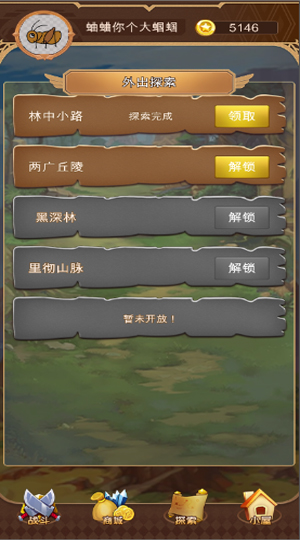 蛐蛐你个大蝈蝈 5146
外出探索
林中小路 探索完成 领取
两广丘陵 解锁
黑深林 解锁
里彻山脉 解锁
暂未开放！
战斗 商城 探索 小屋